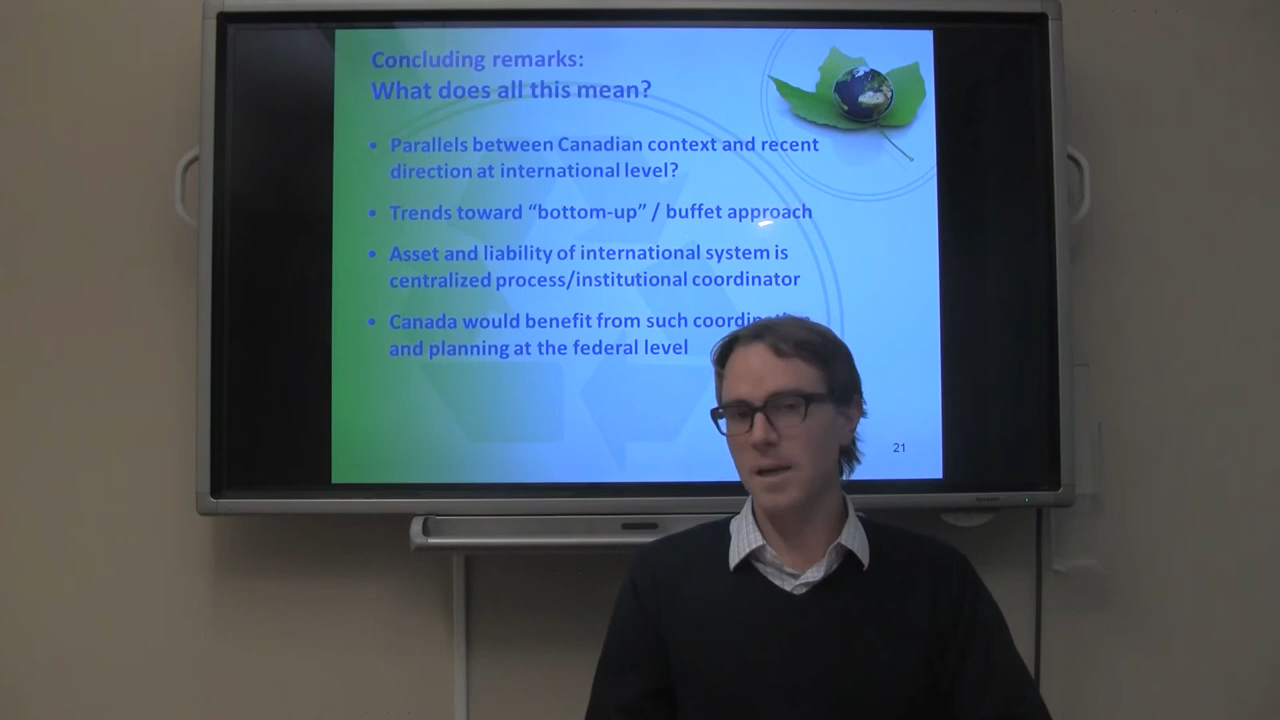 Concluding remarks:
What does all this mean?
• Parallels between Canadian context and recent
direction at international level?
• Trends toward “bottom-up” / buffet approach
• Asset and liability of international system is
centralized process/institutional coordinator
• Canada would benefit from such
and planning at the federal level
21